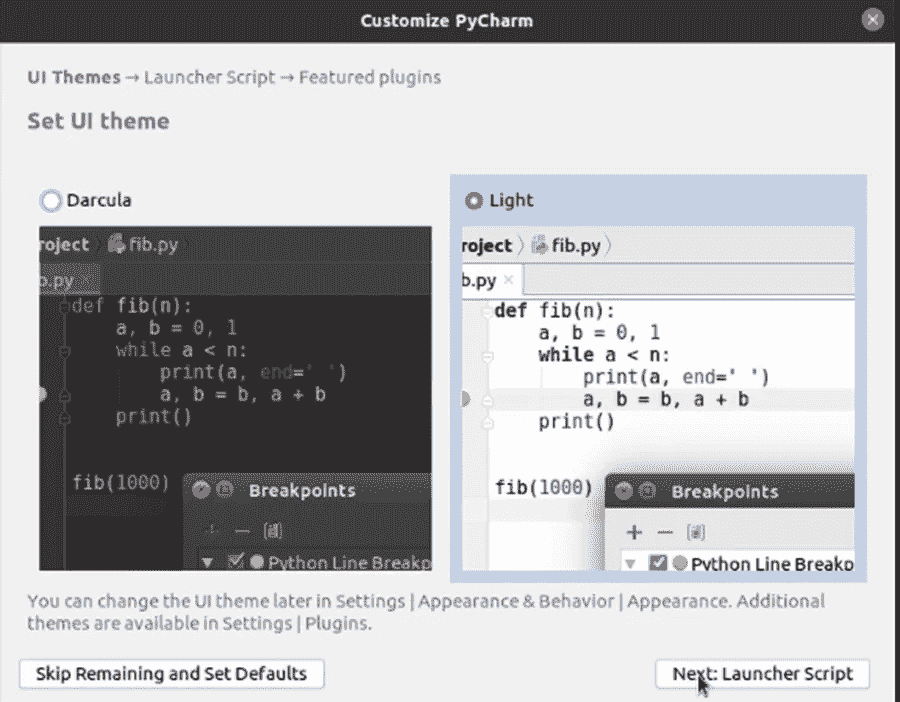 Customize PyCharm
UI Themes → Launcher Script → Featured plugins
Set UI theme
Darcula
roject 〉 fib.py
b.py ×
def fib(n):
a, b = 0, 1
while a < n:
print(a, end=' ')
a, b = b, a + b
print()
fib(1000)
Breakpoints
Python Line Breakp
Light
roject 〉 fib.py 〉
b.py ×
def fib(n):
a, b = 0, 1
while a < n:
print(a, end=' ')
a, b = b, a + b
print()
fib(1000)
Breakpoints
Python Line Breakp
You can change the UI theme later in Settings | Appearance & Behavior | Appearance. Additional
themes are available in Settings | Plugins.
Skip Remaining and Set Defaults
Next: Launcher Script